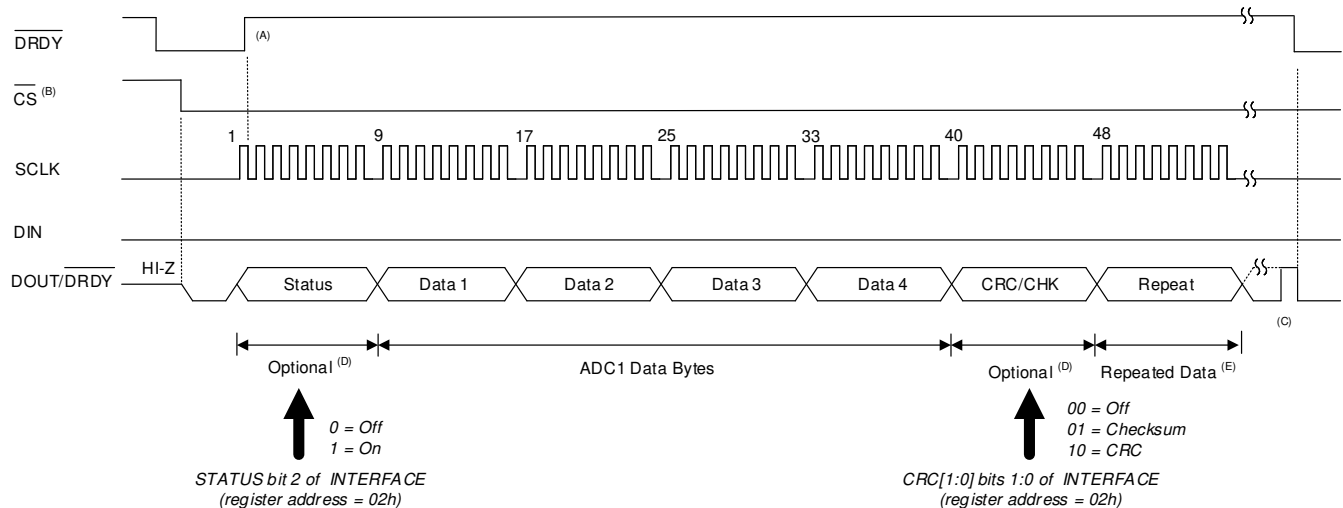 DRDY
(A)
CS (B)
1 9 17 25 33 40 48
SCLK
DIN
HI-Z
DOUT/DRDY
Status Data 1 Data 2 Data 3 Data 4 CRC/CHK Repeat
(C)
Optional (D) ADC1 Data Bytes Optional (D) Repeated Data (E)
0 = Off
1 = On
STATUS bit 2 of INTERFACE
(register address = 02h)
00 = Off
01 = Checksum
10 = CRC
CRC[1:0] bits 1:0 of INTERFACE
(register address = 02h)